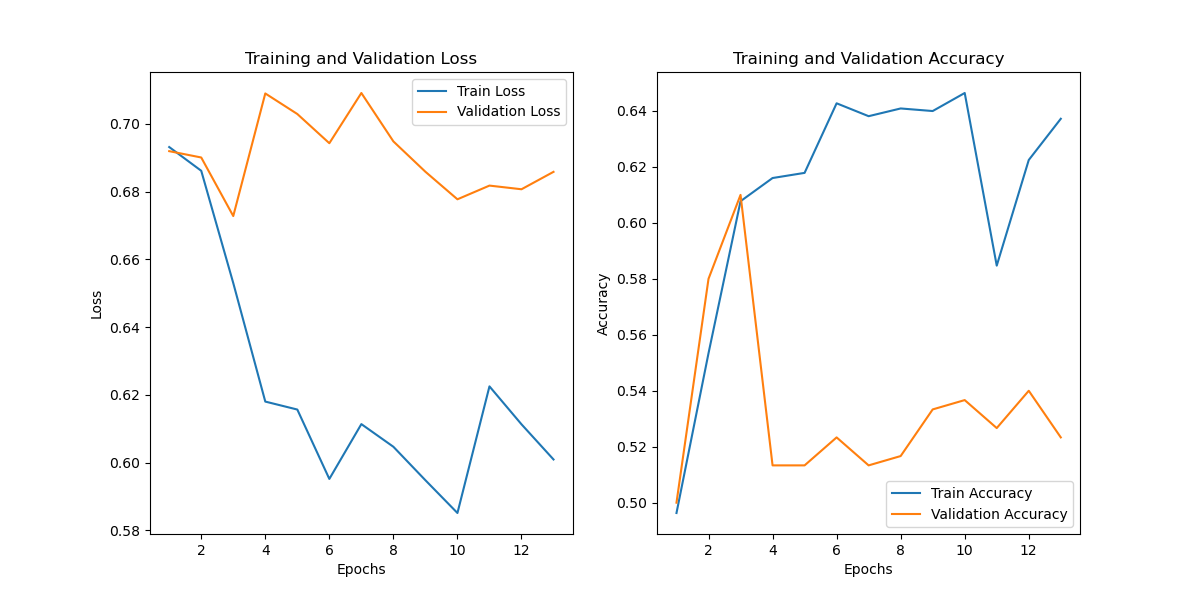 Training and Validation Loss
Train Loss
Validation Loss
0.70
0.68
0.66
0.64
0.62
0.60
0.58
Loss
2 4 6 8 10 12
Epochs
Training and Validation Accuracy
0.64
0.62
0.60
0.58
0.56
0.54
0.52
0.50
Accuracy
Train Accuracy
Validation Accuracy
2 4 6 8 10 12
Epochs